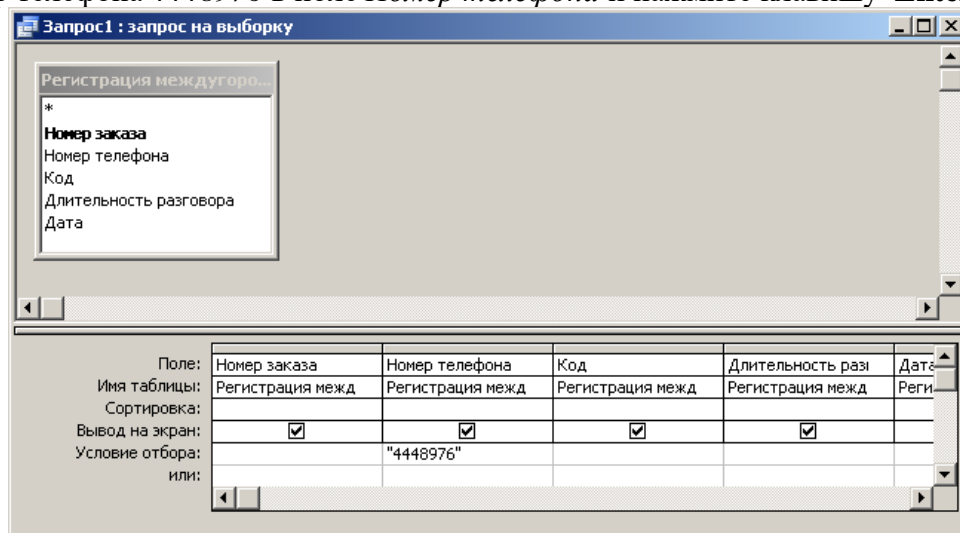 Запрос1 : запрос на выборку
Регистрация междугоро...
*
Номер заказа
Номер телефона
Код
Длительность разговора
Дата
Поле: Номер заказа Номер телефона Код Длительность разг Дата
Имя таблицы: Регистрация межд Регистрация межд Регистрация межд Регистрация межд Реги
Сортировка:
Вывод на экран:
Условие отбора: "4448976"
или: